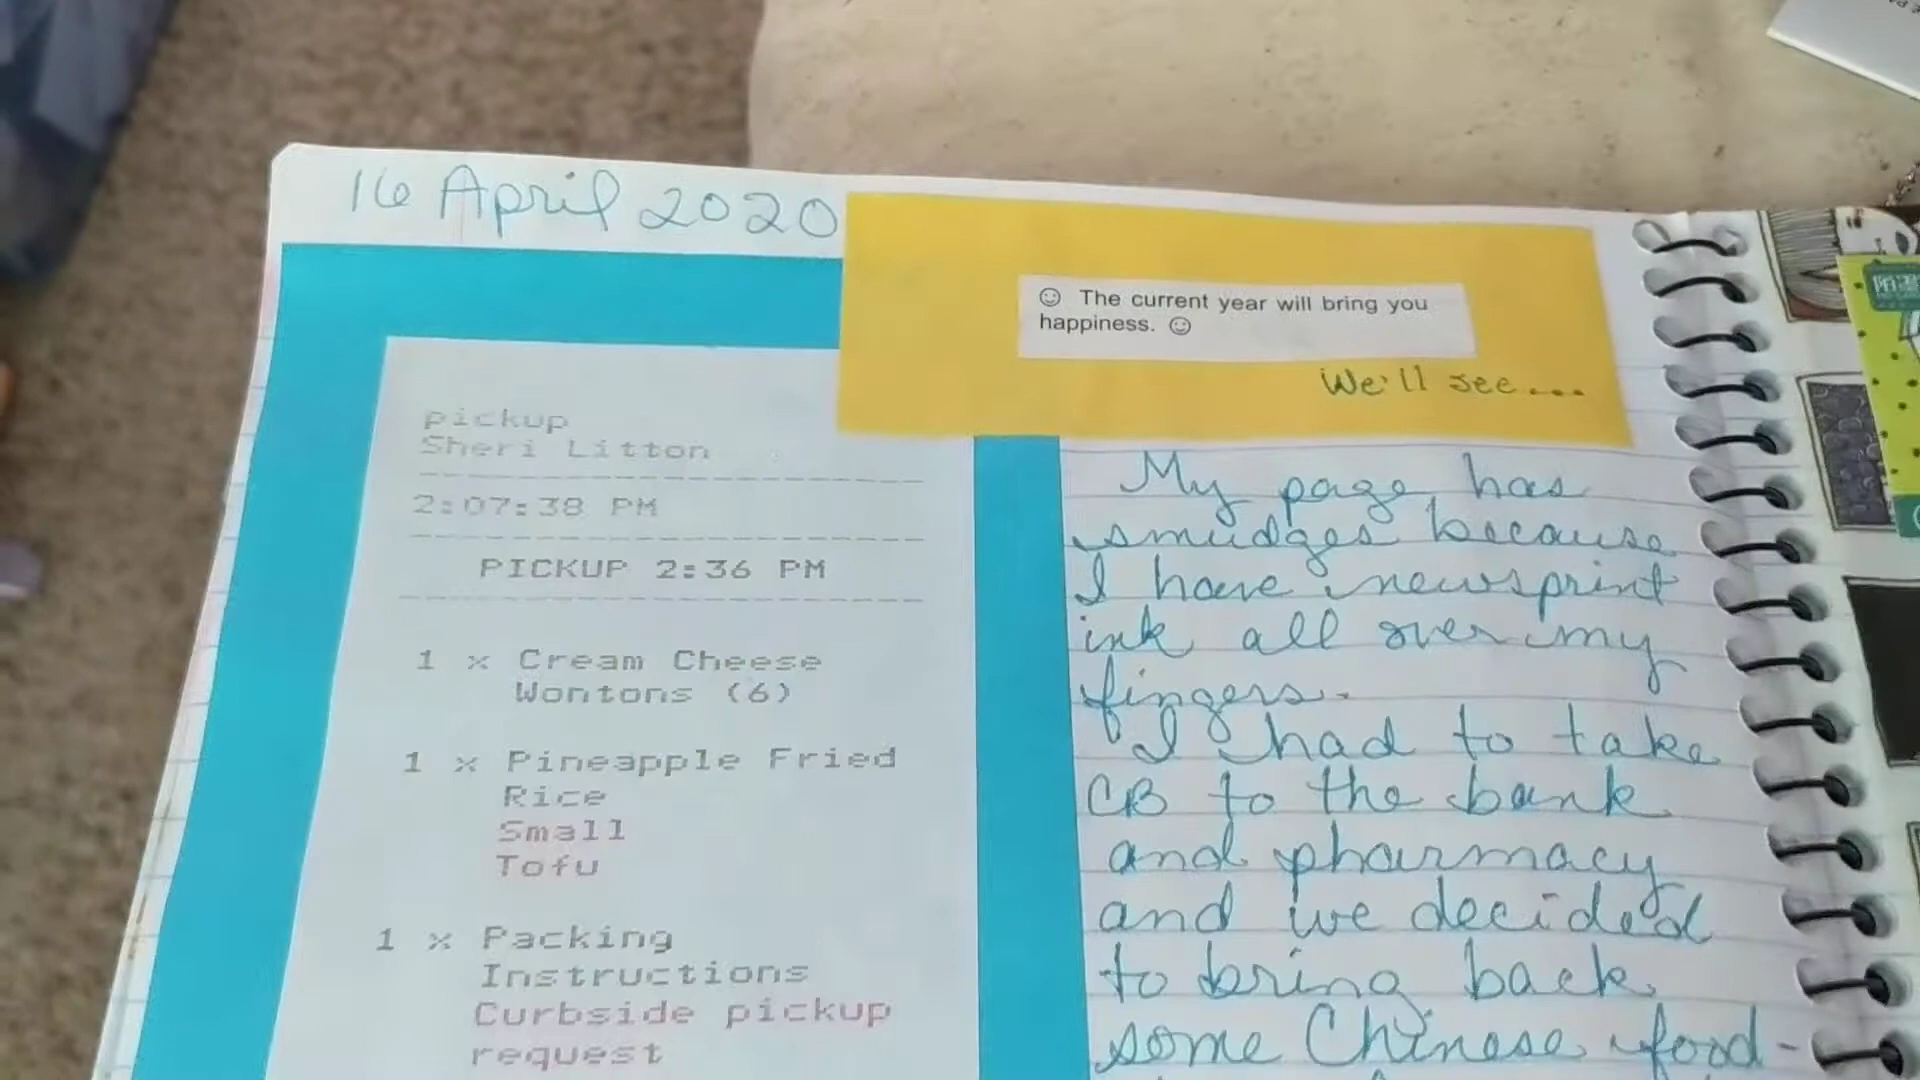 16 April 2020
☺ The current year will bring you
happiness. ☺
We'll see...
pickup
Sheri Litton
2:07:38 PM
PICKUP 2:36 PM
1 x Cream Cheese
Wontons (6)
1 x Pineapple Fried
Rice
Small
Tofu
1 x Packing
Instructions
Curbside pickup
request
My page has
smudges because
I have newsprint
ink all over my
fingers.
I had to take
CB to the bank
and pharmacy
and we decided
to bring back
some Chinese food-